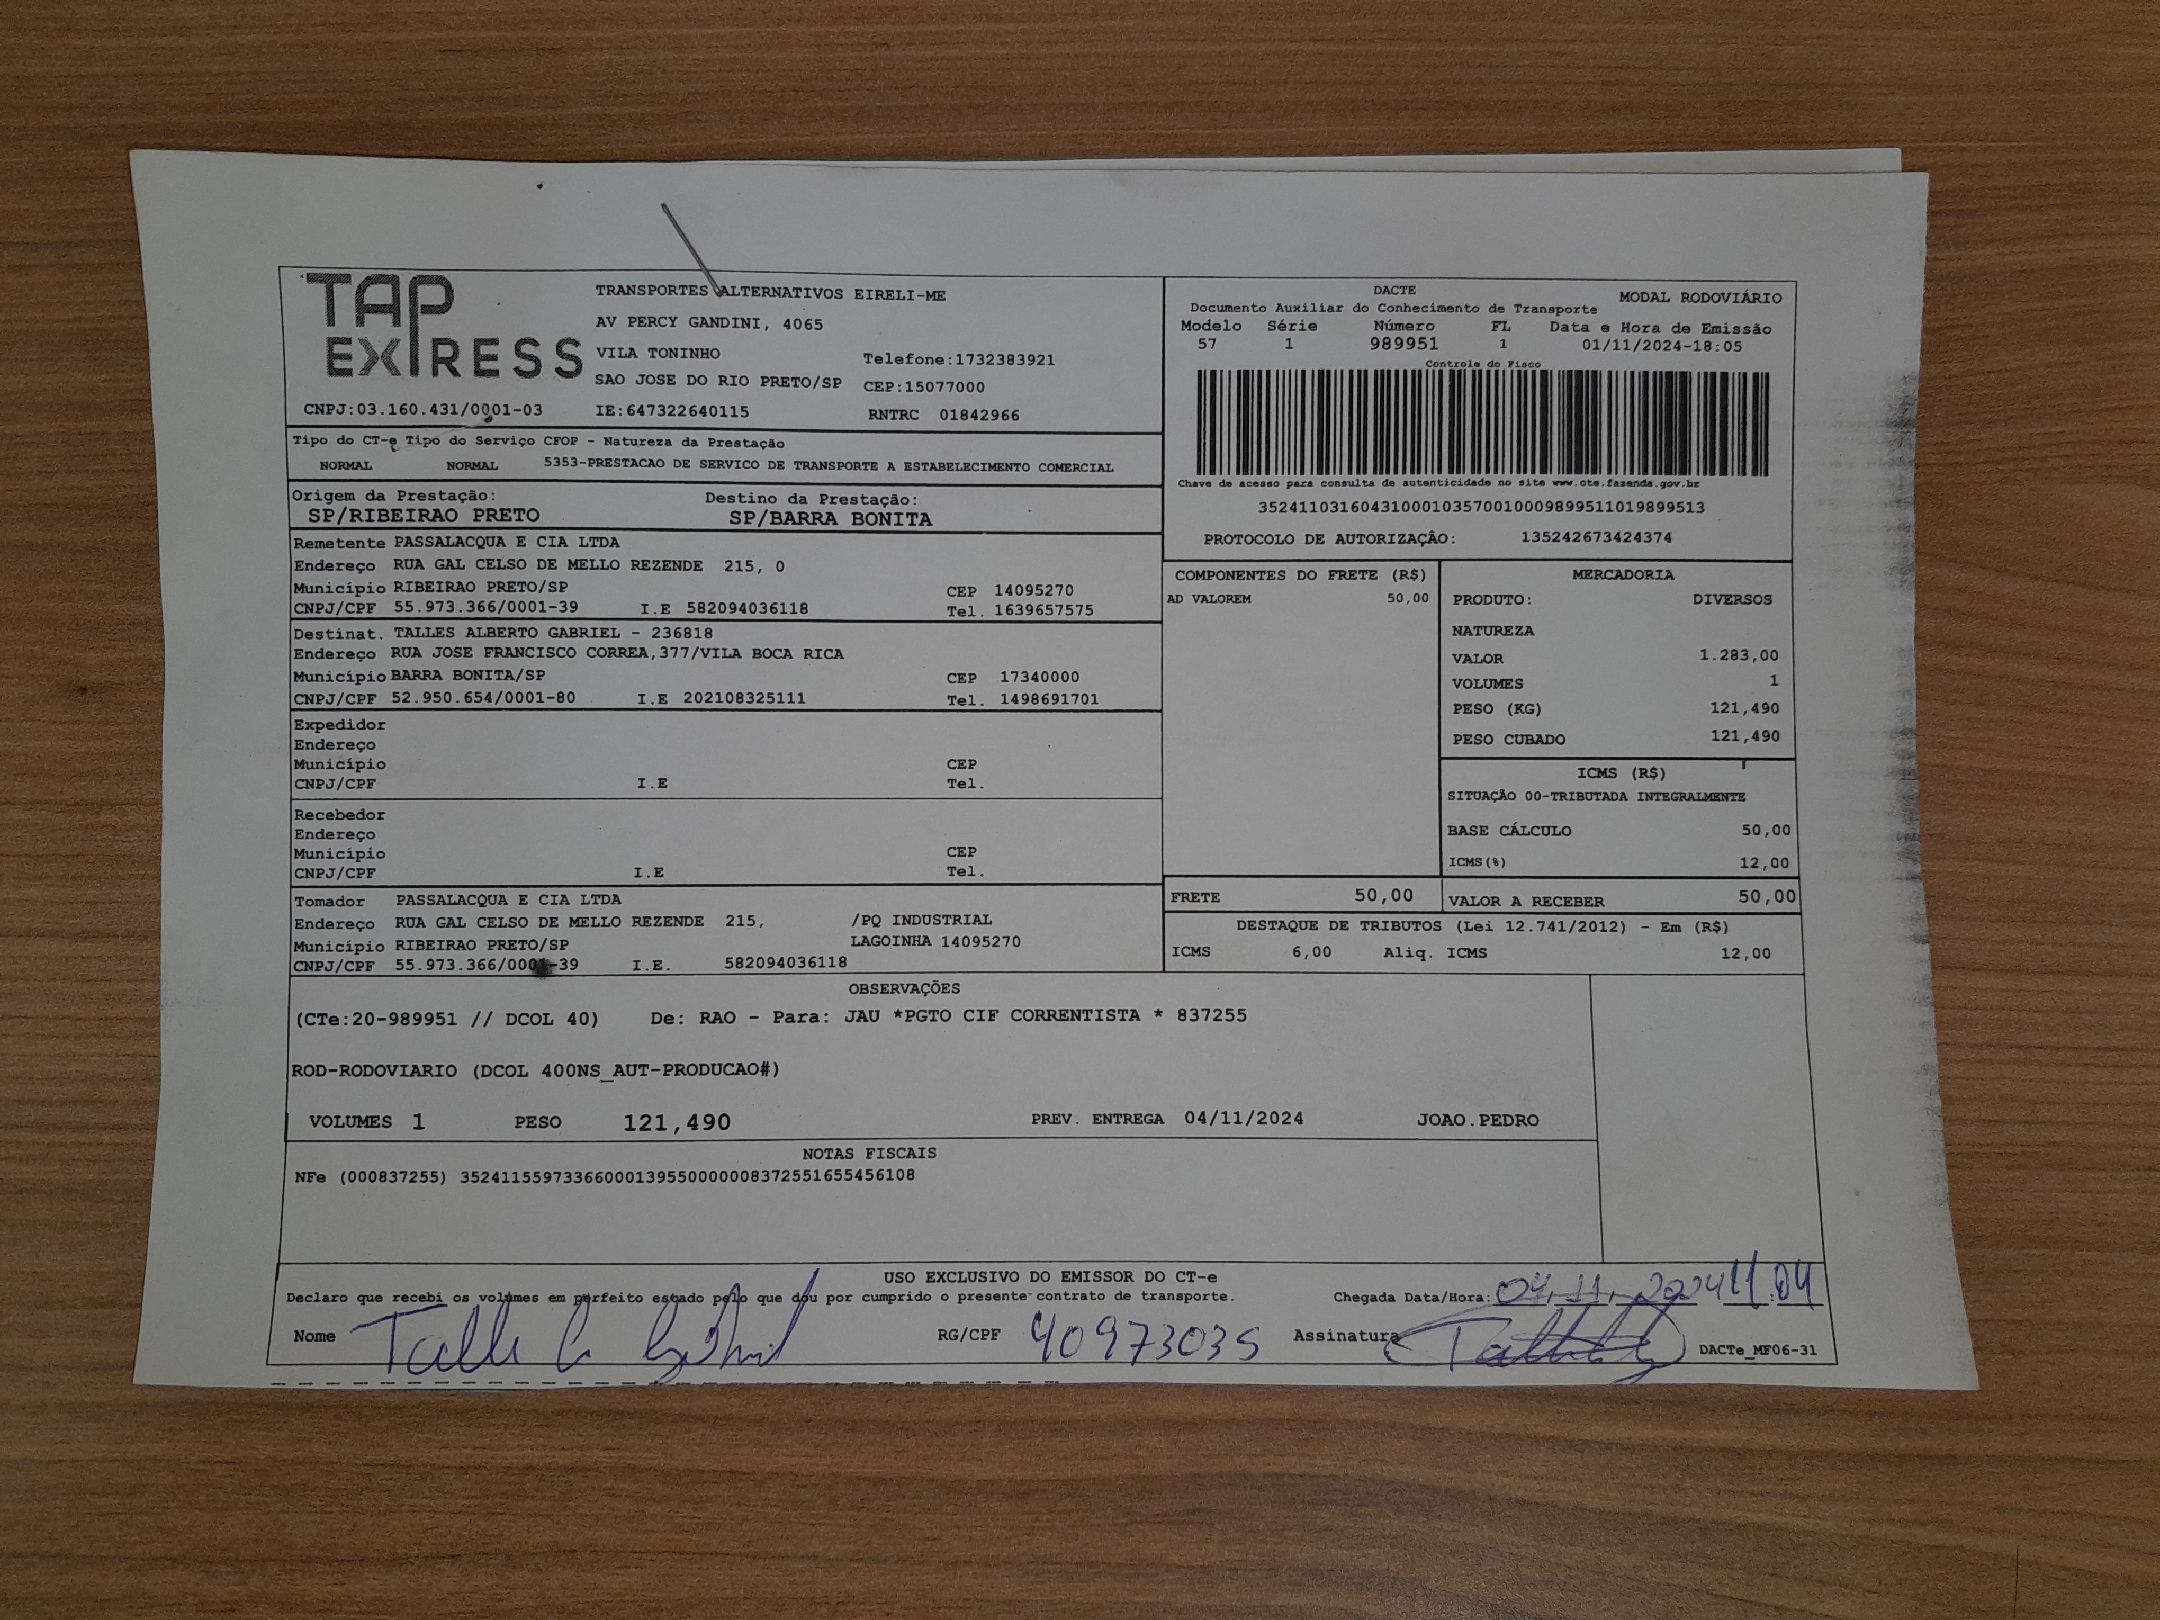 TAP EXPRESS
TRANSPORTES ALTERNATIVOS EIRELI-ME
AV PERCY GANDINI, 4065
VILA TONINHO
Telefone:1732383921
SAO JOSE DO RIO PRETO/SP CEP:15077000
CNPJ:03.160.431/0001-03 IE:647322640115 RNTRC 01842966
DACTE
MODAL RODOVIÁRIO
Documento Auxiliar do Conhecimento de Transporte
Modelo Série Número FL Data e Hora de Emissão
57 1 989951 1 01/11/2024-18:05
Controle do Fisco
Chave de acesso para consulta de autenticidade no site www.cte.fazenda.gov.br
35241103160431000103570010009899511019899513
PROTOCOLO DE AUTORIZAÇÃO: 135242673424374
Tipo do CT-e Tipo do Serviço CFOP - Natureza da Prestação
NORMAL NORMAL 5353-PRESTACAO DE SERVICO DE TRANSPORTE A ESTABELECIMENTO COMERCIAL
Origem da Prestação: Destino da Prestação:
SP/RIBEIRAO PRETO SP/BARRA BONITA
Remetente PASSALACQUA E CIA LTDA
Endereço RUA GAL CELSO DE MELLO REZENDE 215, 0
Município RIBEIRAO PRETO/SP CEP 14095270
CNPJ/CPF 55.973.366/0001-39 I.E 582094036118 Tel. 1639657575
Destinat. TALLES ALBERTO GABRIEL - 236818
Endereço RUA JOSE FRANCISCO CORREA,377/VILA BOCA RICA
Município BARRA BONITA/SP CEP 17340000
CNPJ/CPF 52.950.654/0001-80 I.E 202108325111 Tel. 1498691701
Expedidor
Endereço
Município CEP
CNPJ/CPF I.E Tel.
Recebedor
Endereço
Município CEP
CNPJ/CPF I.E Tel.
Tomador PASSALACQUA E CIA LTDA
Endereço RUA GAL CELSO DE MELLO REZENDE 215, /PQ INDUSTRIAL
Município RIBEIRAO PRETO/SP LAGOINHA 14095270
CNPJ/CPF 55.973.366/0001-39 I.E. 582094036118
COMPONENTES DO FRETE (R$)
AD VALOREM 50,00
MERCADORIA
PRODUTO: DIVERSOS
NATUREZA
VALOR 1.283,00
VOLUMES 1
PESO (KG) 121,490
PESO CUBADO 121,490
ICMS (R$)
SITUAÇÃO 00-TRIBUTADA INTEGRALMENTE
BASE CÁLCULO 50,00
ICMS(%) 12,00
FRETE 50,00 VALOR A RECEBER 50,00
DESTAQUE DE TRIBUTOS (Lei 12.741/2012) - Em (R$)
ICMS 6,00 Aliq. ICMS 12,00
OBSERVAÇÕES
(CTe:20-989951 // DCOL 40) De: RAO - Para: JAU *PGTO CIF CORRENTISTA * 837255
ROD-RODOVIARIO (DCOL 400NS_AUT-PRODUCAO#)
VOLUMES 1 PESO 121,490 PREV. ENTREGA 04/11/2024 JOAO.PEDRO
NOTAS FISCAIS
NFe (000837255) 35241155973366000139550000008372551655456108
USO EXCLUSIVO DO EMISSOR DO CT-e
Declaro que recebi os volumes em perfeito estado pelo que dou por cumprido o presente contrato de transporte. Chegada Data/Hora: 04.11.2024 11:04
Nome RG/CPF 40973035 Assinatura DACTe_MF06-31